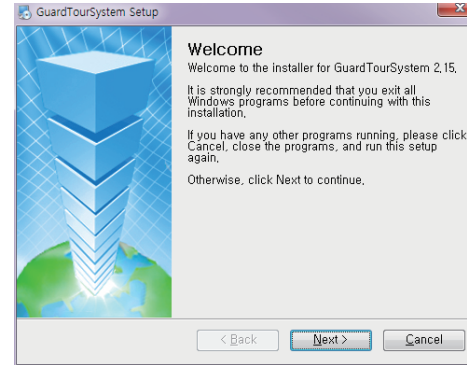 GuardTourSystem Setup
Welcome
Welcome to the installer for GuardTourSystem 2.15.
It is strongly recommended that you exit all
Windows programs before continuing with this
installation.
If you have any other programs running, please click
Cancel, close the programs, and run this setup
again.
Otherwise, click Next to continue.
< Back
Next >
Cancel